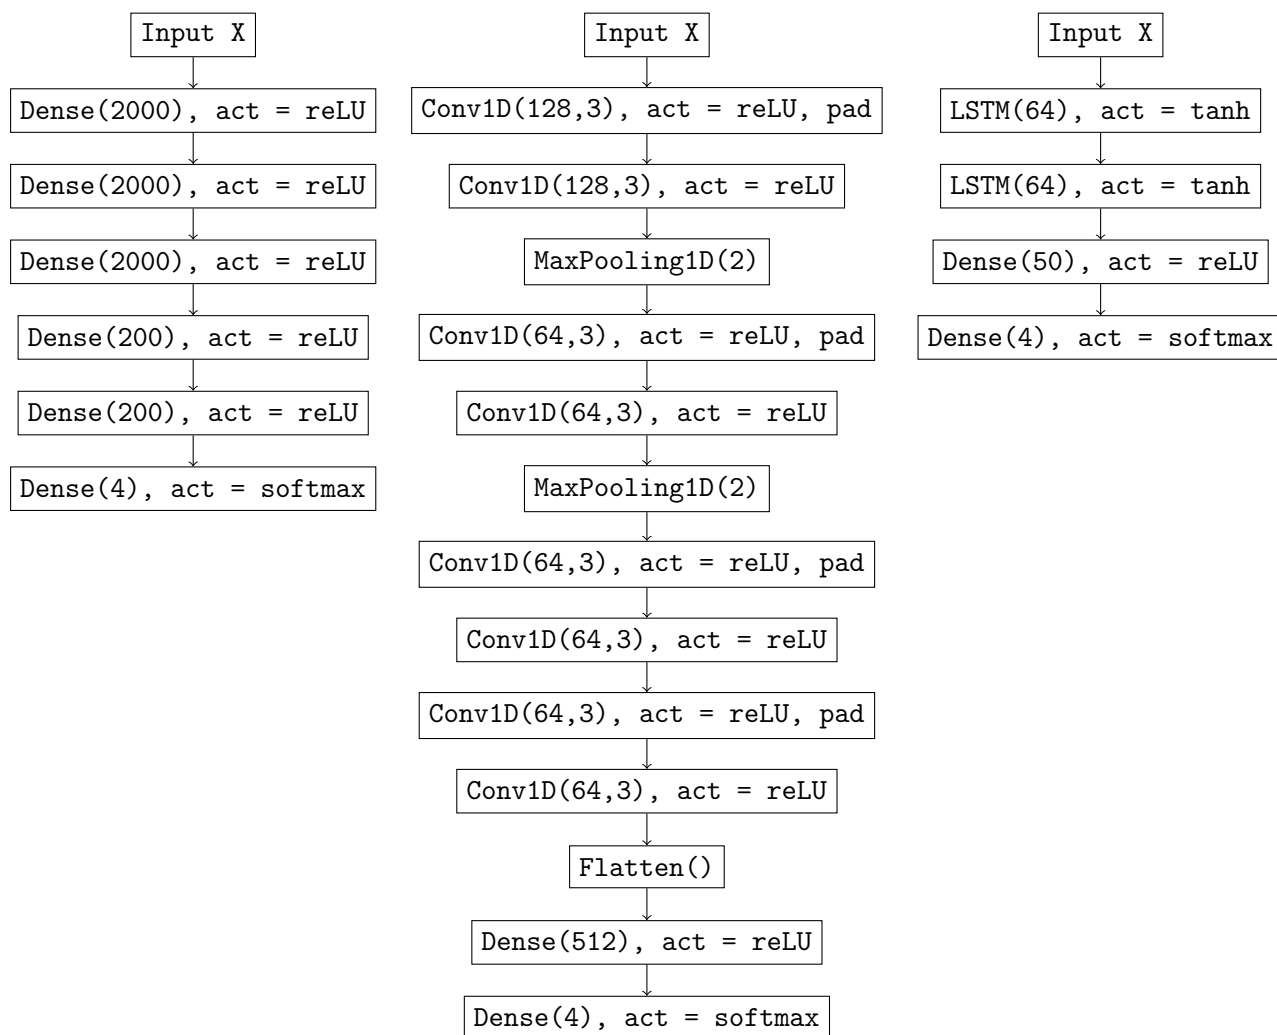 Input X
Dense(2000), act = reLU
Dense(2000), act = reLU
Dense(2000), act = reLU
Dense(200), act = reLU
Dense(200), act = reLU
Dense(4), act = softmax
Input X
Conv1D(128,3), act = reLU, pad
Conv1D(128,3), act = reLU
MaxPooling1D(2)
Conv1D(64,3), act = reLU, pad
Conv1D(64,3), act = reLU
MaxPooling1D(2)
Conv1D(64,3), act = reLU, pad
Conv1D(64,3), act = reLU
Conv1D(64,3), act = reLU, pad
Conv1D(64,3), act = reLU
Flatten()
Dense(512), act = reLU
Dense(4), act = softmax
Input X
LSTM(64), act = tanh
LSTM(64), act = tanh
Dense(50), act = reLU
Dense(4), act = softmax